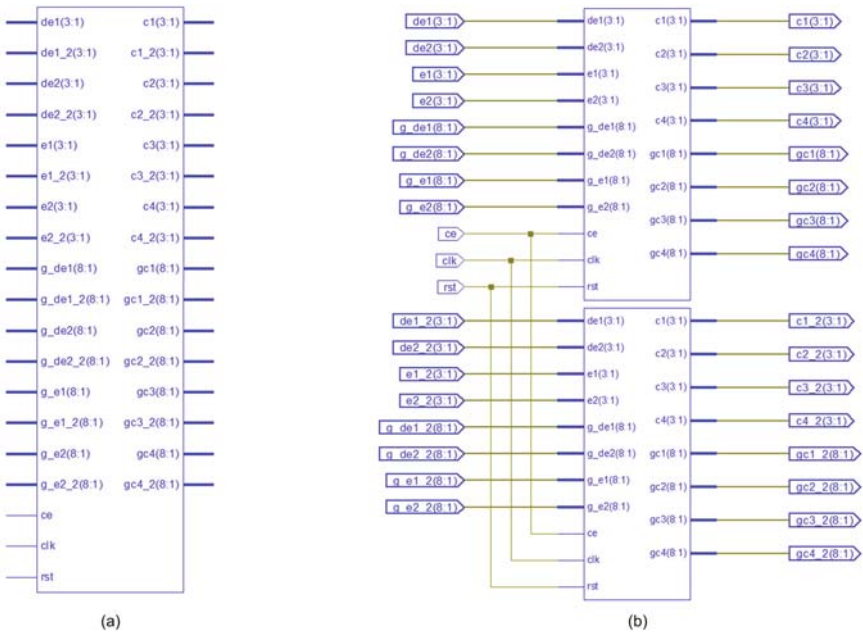 de1(3:1) c1(3:1)
de1_2(3:1) c1_2(3:1)
de2(3:1) c2(3:1)
de2_2(3:1) c2_2(3:1)
e1(3:1) c3(3:1)
e1_2(3:1) c3_2(3:1)
e2(3:1) c4(3:1)
e2_2(3:1) c4_2(3:1)
g_de1(8:1) gc1(8:1)
g_de1_2(8:1) gc1_2(8:1)
g_de2(8:1) gc2(8:1)
g_de2_2(8:1) gc2_2(8:1)
g_e1(8:1) gc3(8:1)
g_e1_2(8:1) gc3_2(8:1)
g_e2(8:1) gc4(8:1)
g_e2_2(8:1) gc4_2(8:1)
ce
clk
rst
(a)
de1(3:1) de1(3:1) c1(3:1) c1(3:1)
de2(3:1) de2(3:1) c2(3:1) c2(3:1)
e1(3:1) e1(3:1) c3(3:1) c3(3:1)
e2(3:1) e2(3:1) c4(3:1) c4(3:1)
g_de1(8:1) g_de1(8:1) gc1(8:1) gc1(8:1)
g_de2(8:1) g_de2(8:1) gc2(8:1) gc2(8:1)
g_e1(8:1) g_e1(8:1) gc3(8:1) gc3(8:1)
g_e2(8:1) g_e2(8:1) gc4(8:1) gc4(8:1)
ce ce
clk clk
rst rst
de1_2(3:1) de1(3:1) c1(3:1) c1_2(3:1)
de2_2(3:1) de2(3:1) c2(3:1) c2_2(3:1)
e1_2(3:1) e1(3:1) c3(3:1) c3_2(3:1)
e2_2(3:1) e2(3:1) c4(3:1) c4_2(3:1)
g_de1_2(8:1) g_de1(8:1) gc1(8:1) gc1_2(8:1)
g_de2_2(8:1) g_de2(8:1) gc2(8:1) gc2_2(8:1)
g_e1_2(8:1) g_e1(8:1) gc3(8:1) gc3_2(8:1)
g_e2_2(8:1) g_e2(8:1) gc4(8:1) gc4_2(8:1)
ce
clk
rst
(b)